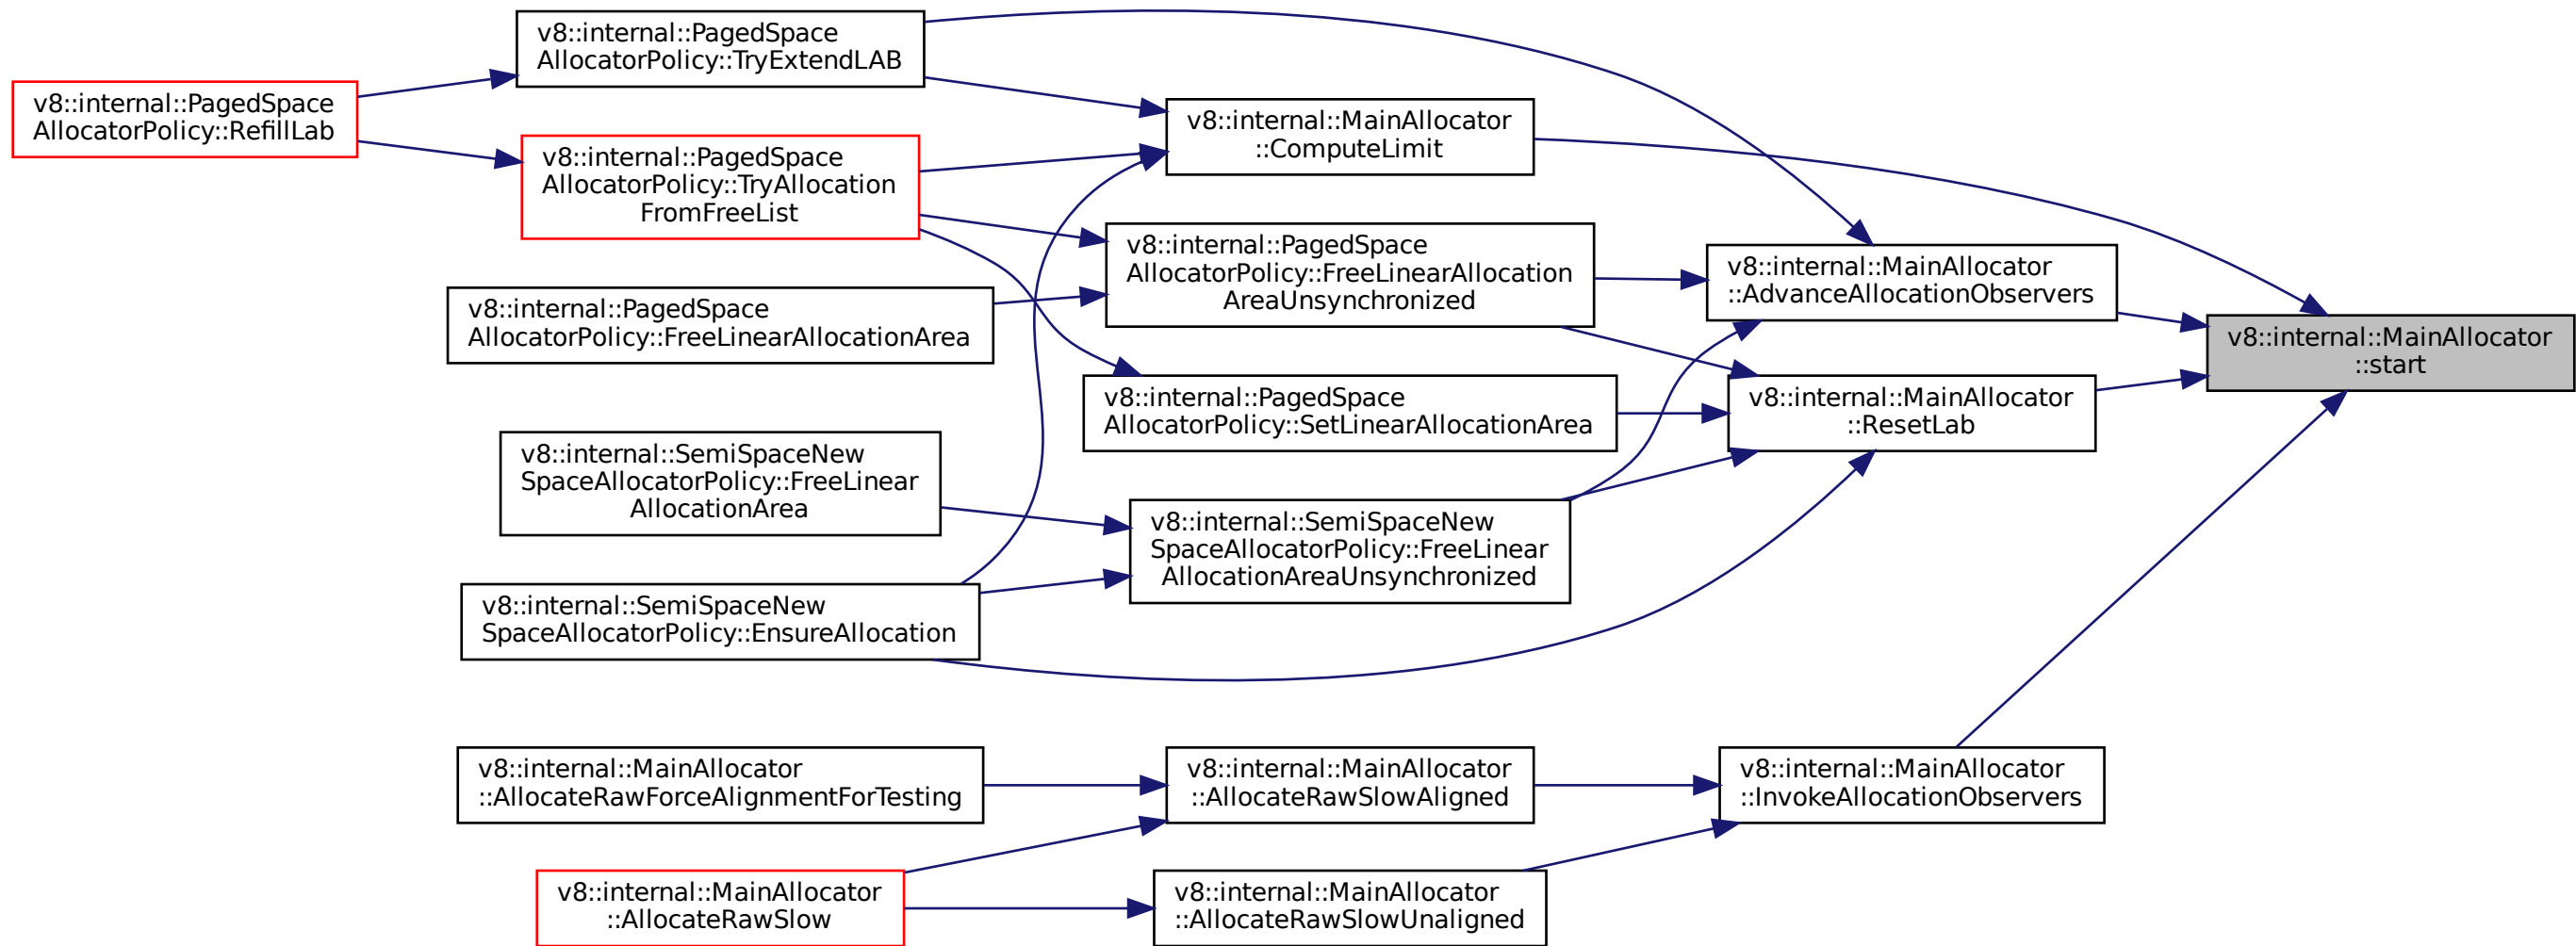 v8::internal::PagedSpace
AllocatorPolicy::RefillLab
v8::internal::PagedSpace
AllocatorPolicy::TryExtendLAB
v8::internal::PagedSpace
AllocatorPolicy::TryAllocation
FromFreeList
v8::internal::PagedSpace
AllocatorPolicy::FreeLinearAllocationArea
v8::internal::SemiSpaceNew
SpaceAllocatorPolicy::FreeLinear
AllocationArea
v8::internal::SemiSpaceNew
SpaceAllocatorPolicy::EnsureAllocation
v8::internal::MainAllocator
::AllocateRawForceAlignmentForTesting
v8::internal::MainAllocator
::AllocateRawSlow
v8::internal::MainAllocator
::ComputeLimit
v8::internal::PagedSpace
AllocatorPolicy::FreeLinearAllocation
AreaUnsynchronized
v8::internal::PagedSpace
AllocatorPolicy::SetLinearAllocationArea
v8::internal::SemiSpaceNew
SpaceAllocatorPolicy::FreeLinear
AllocationAreaUnsynchronized
v8::internal::MainAllocator
::AllocateRawSlowAligned
v8::internal::MainAllocator
::AllocateRawSlowUnaligned
v8::internal::MainAllocator
::AdvanceAllocationObservers
v8::internal::MainAllocator
::ResetLab
v8::internal::MainAllocator
::InvokeAllocationObservers
v8::internal::MainAllocator
::start